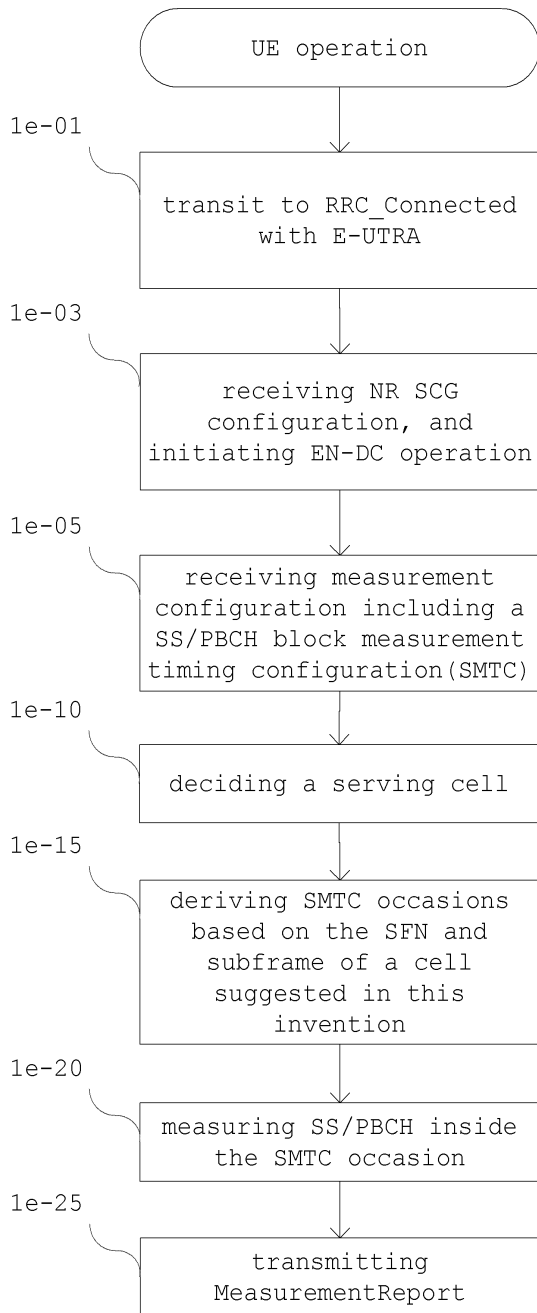 UE operation
1e-01
transit to RRC_Connected
with E-UTRA
1e-03
receiving NR SCG
configuration, and
initiating EN-DC operation
1e-05
receiving measurement
configuration including a
SS/PBCH block measurement
timing configuration(SMTC)
1e-10
deciding a serving cell
1e-15
deriving SMTC occasions
based on the SFN and
subframe of a cell
suggested in this
invention
1e-20
measuring SS/PBCH inside
the SMTC occasion
1e-25
transmitting
MeasurementReport